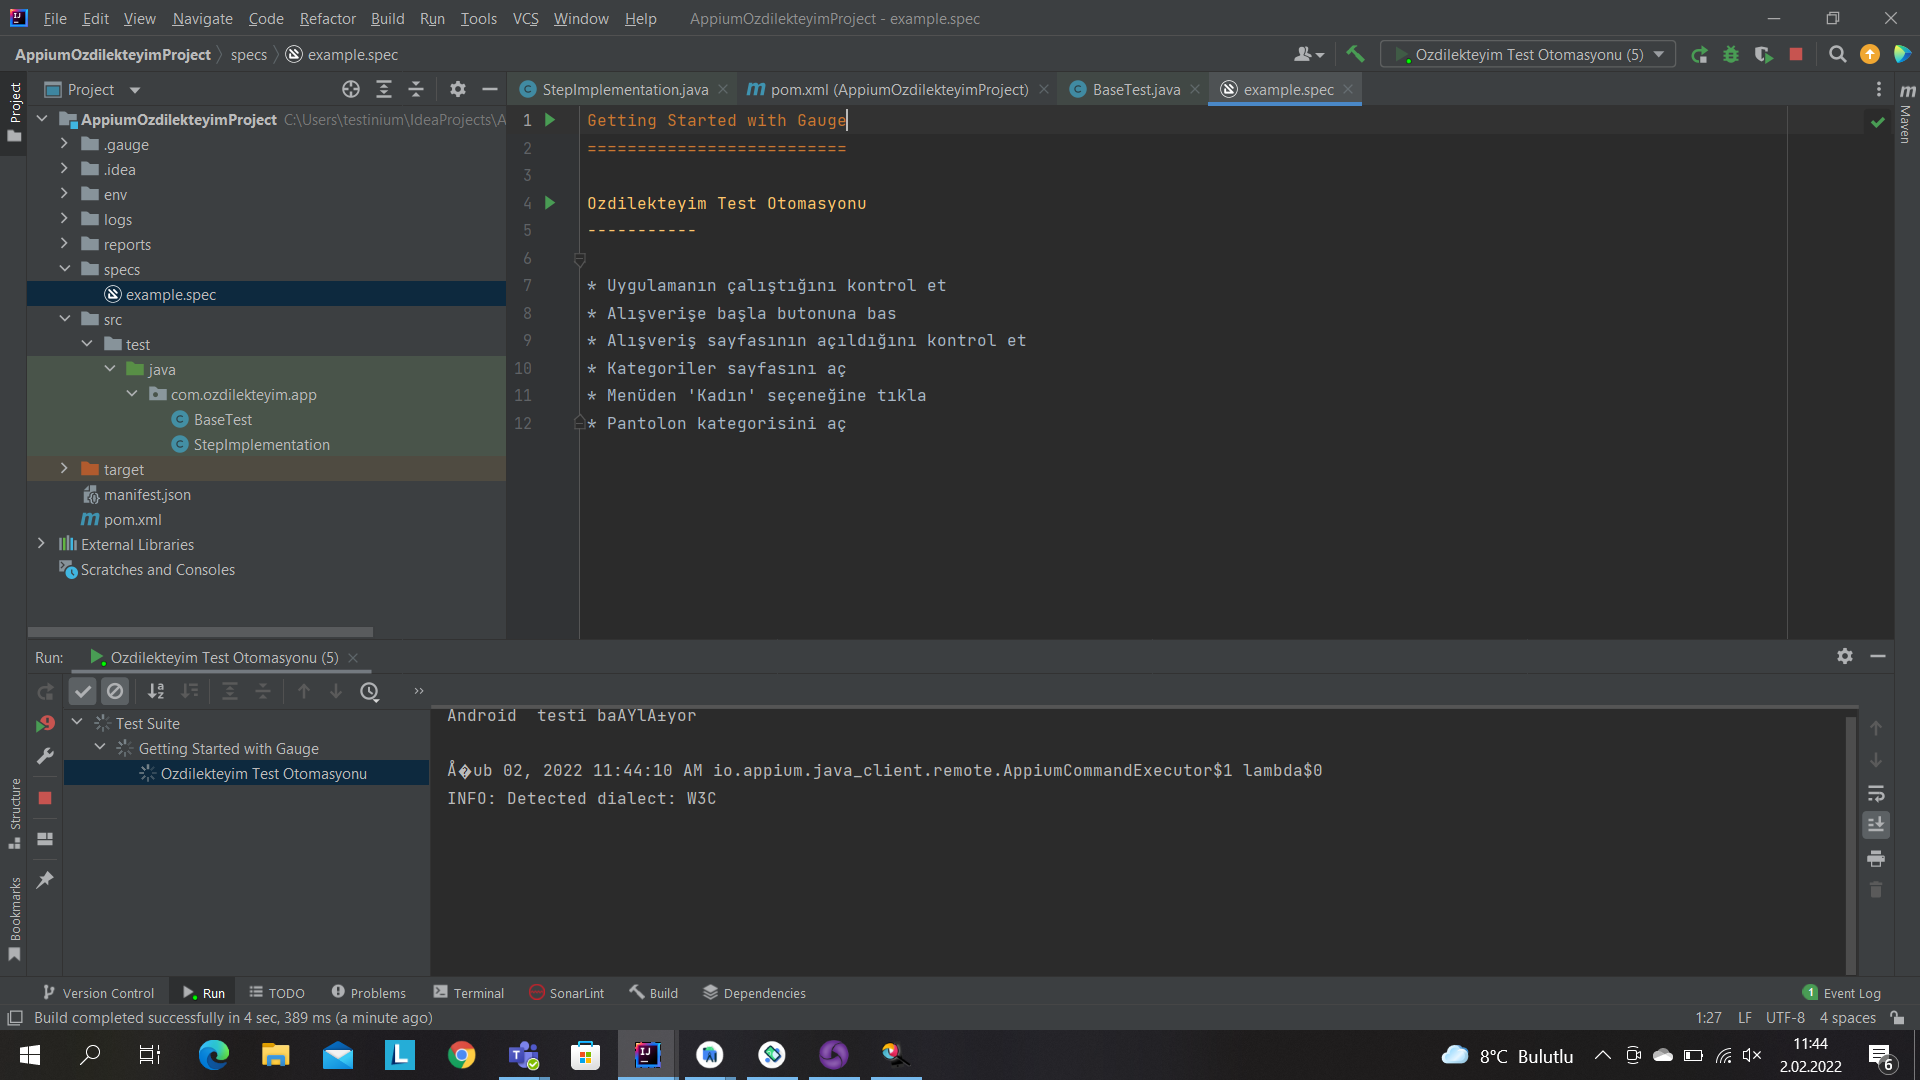 File Edit View Navigate Code Refactor Build Run Tools VCS Window Help AppiumOzdilekteyimProject - example.spec
AppiumOzdilekteyimProject specs example.spec Ozdilekteyim Test Otomasyonu (5)
Project StepImplementation.java pom.xml (AppiumOzdilekteyimProject) BaseTest.java example.spec
Project
Maven
AppiumOzdilekteyimProject C:\Users\testinium\IdeaProjects\A
.gauge
.idea
env
logs
reports
specs
example.spec
src
test
java
com.ozdilekteyim.app
BaseTest
StepImplementation
target
manifest.json
pom.xml
External Libraries
Scratches and Consoles
1 Getting Started with Gauge
2 ==========================
3
4 Ozdilekteyim Test Otomasyonu
5 -----------
6
7 * Uygulamanın çalıştığını kontrol et
8 * Alışverişe başla butonuna bas
9 * Alışveriş sayfasının açıldığını kontrol et
10 * Kategoriler sayfasını aç
11 * Menüden 'Kadın' seçeneğine tıkla
12 * Pantolon kategorisini aç
Run: Ozdilekteyim Test Otomasyonu (5)
Test Suite
Getting Started with Gauge
Ozdilekteyim Test Otomasyonu
Android testi baÅŸlıyor
Å�ub 02, 2022 11:44:10 AM io.appium.java_client.remote.AppiumCommandExecutor$1 lambda$0
INFO: Detected dialect: W3C
Structure
Bookmarks
Version Control Run TODO Problems Terminal SonarLint Build Dependencies 1 Event Log
Build completed successfully in 4 sec, 389 ms (a minute ago) 1:27 LF UTF-8 4 spaces
8°C Bulutlu 11:44
2.02.2022 6